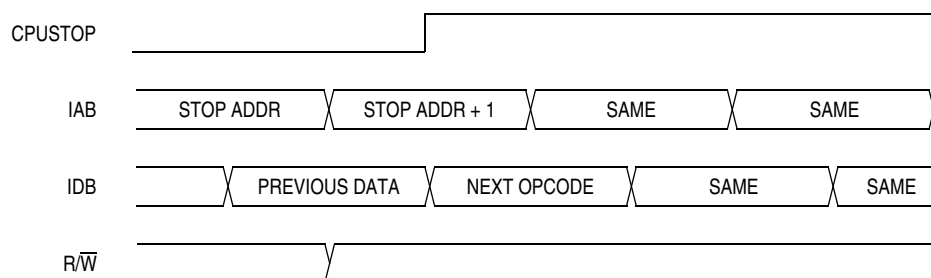 CPUSTOP
IAB STOP ADDR STOP ADDR + 1 SAME SAME
IDB PREVIOUS DATA NEXT OPCODE SAME SAME
R/W̅